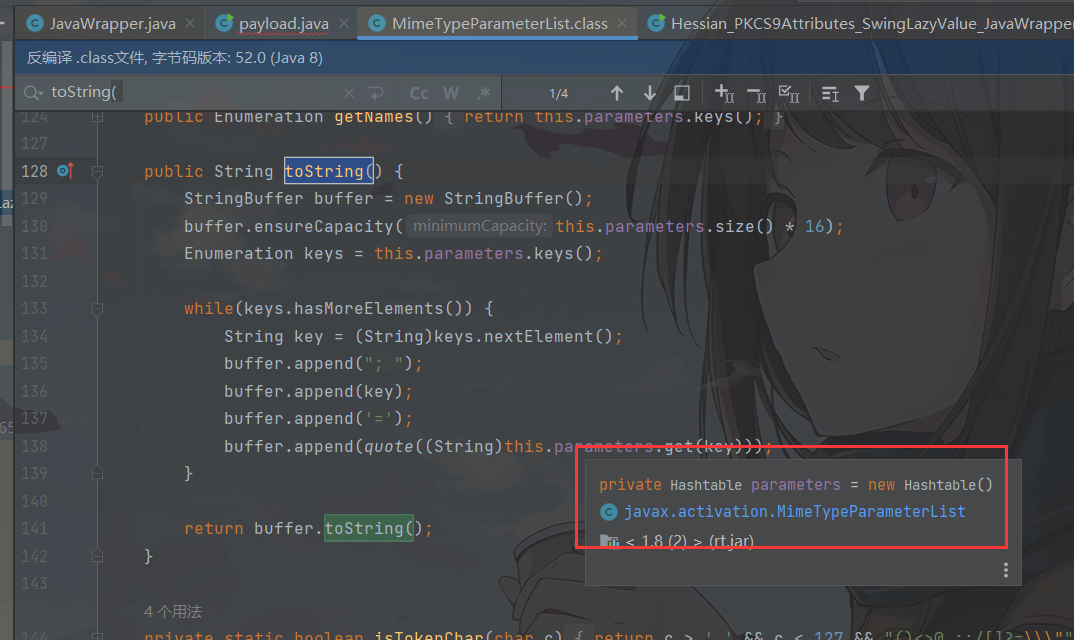 JavaWrapper.java × payload.java × MimeTypeParameterList.class × Hessian_PKCS9Attributes_SwingLazyValue_JavaWrapper
反编译 .class文件, 字节码版本: 52.0 (Java 8)
toString( × Cc W .* 1/4
124 public Enumeration getNames() { return this.parameters.keys(); }
127
128 public String toString() {
129 StringBuffer buffer = new StringBuffer();
130 buffer.ensureCapacity( minimumCapacity: this.parameters.size() * 16);
131 Enumeration keys = this.parameters.keys();
132
133 while(keys.hasMoreElements()) {
134 String key = (String)keys.nextElement();
135 buffer.append("; ");
136 buffer.append(key);
137 buffer.append('=');
138 buffer.append(quote((String)this.parameters.get(key)));
139 }
private Hashtable parameters = new Hashtable()
140
javax.activation.MimeTypeParameterList
141 return buffer.toString();
< 1.8 (2) > (rt.jar)
142 }
143
4 个用法
144 private static boolean isTokenChar(char c) { return c > ' ' && c < 127 &&